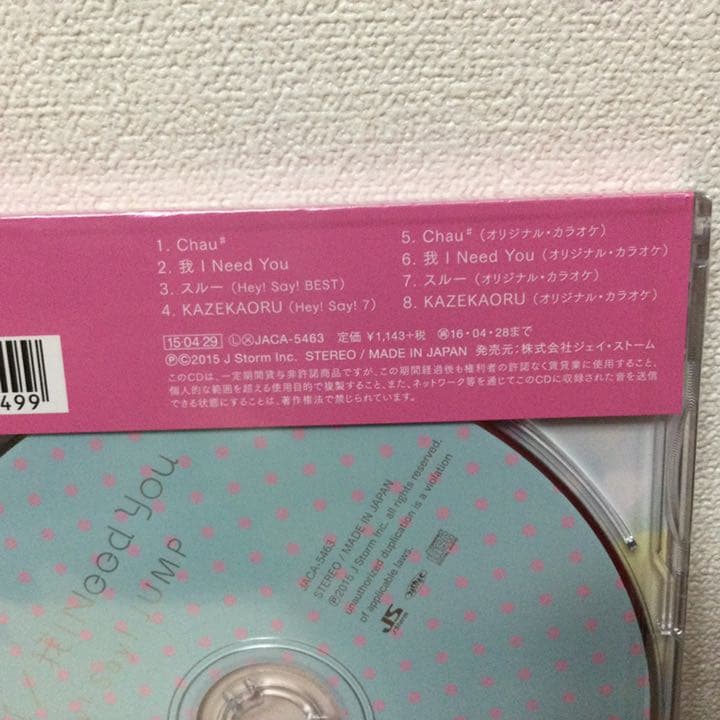 1. Chau♯
2. 我 I Need You
3. スルー (Hey! Say! BEST)
4. KAZEKAORU (Hey! Say! 7)
5. Chau♯ (オリジナル・カラオケ)
6. 我 I Need You (オリジナル・カラオケ)
7. スルー (オリジナル・カラオケ)
8. KAZEKAORU (オリジナル・カラオケ)
15・04・29 ⓁⓍJACA-5463 定価 ¥1,143+税 ㊢16・04・28まで
ⓅⒸ2015 J Storm Inc. STEREO / MADE IN JAPAN 発売元:株式会社ジェイ・ストーム
このCDは、一定期間貸与非許諾商品ですが、この期間経過後も権利者の許諾なく賃貸業に使用すること、
個人的な範囲を超える使用目的で複製すること、また、ネットワーク等を通じてこのCDに収録された音を送信
できる状態にすることは、著作権法で禁じられています。
499
/ 我 I Need You
Say! JUMP
JACA-5463
STEREO / MADE IN JAPAN
Ⓟ2015 J Storm Inc. all rights reserved.
unauthorized duplication is a violation
of applicable laws.
JS